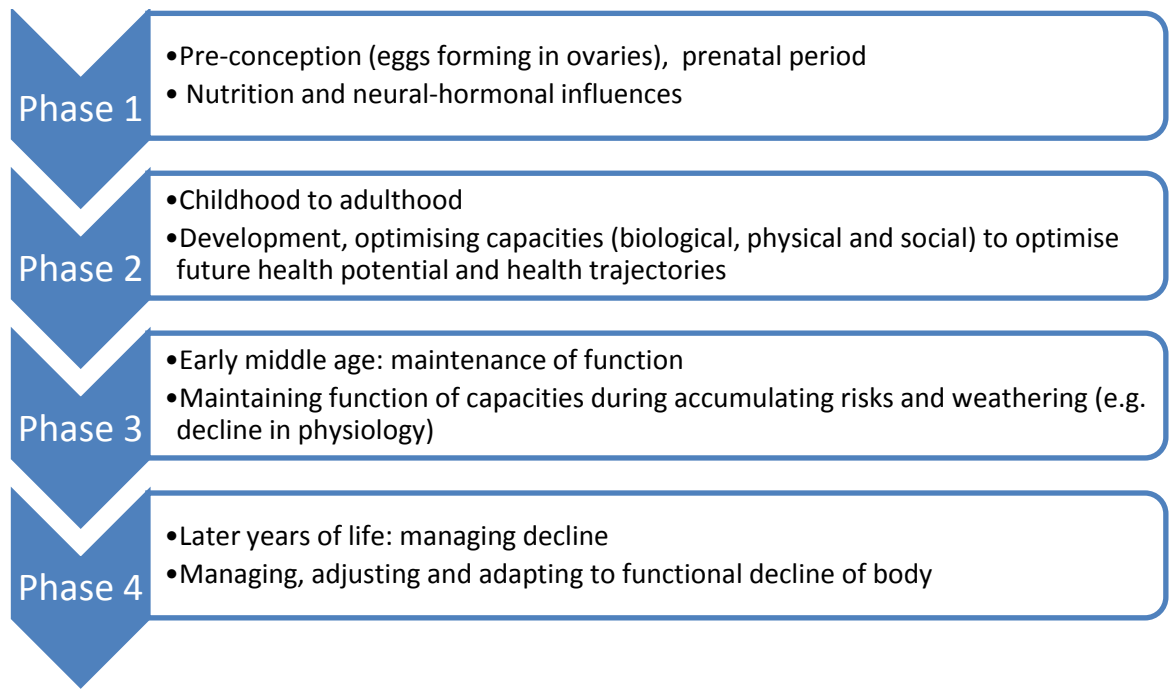 Phase 1
•Pre-conception (eggs forming in ovaries), prenatal period
• Nutrition and neural-hormonal influences
Phase 2
•Childhood to adulthood
•Development, optimising capacities (biological, physical and social) to optimise
future health potential and health trajectories
Phase 3
•Early middle age: maintenance of function
•Maintaining function of capacities during accumulating risks and weathering (e.g.
decline in physiology)
Phase 4
•Later years of life: managing decline
•Managing, adjusting and adapting to functional decline of body